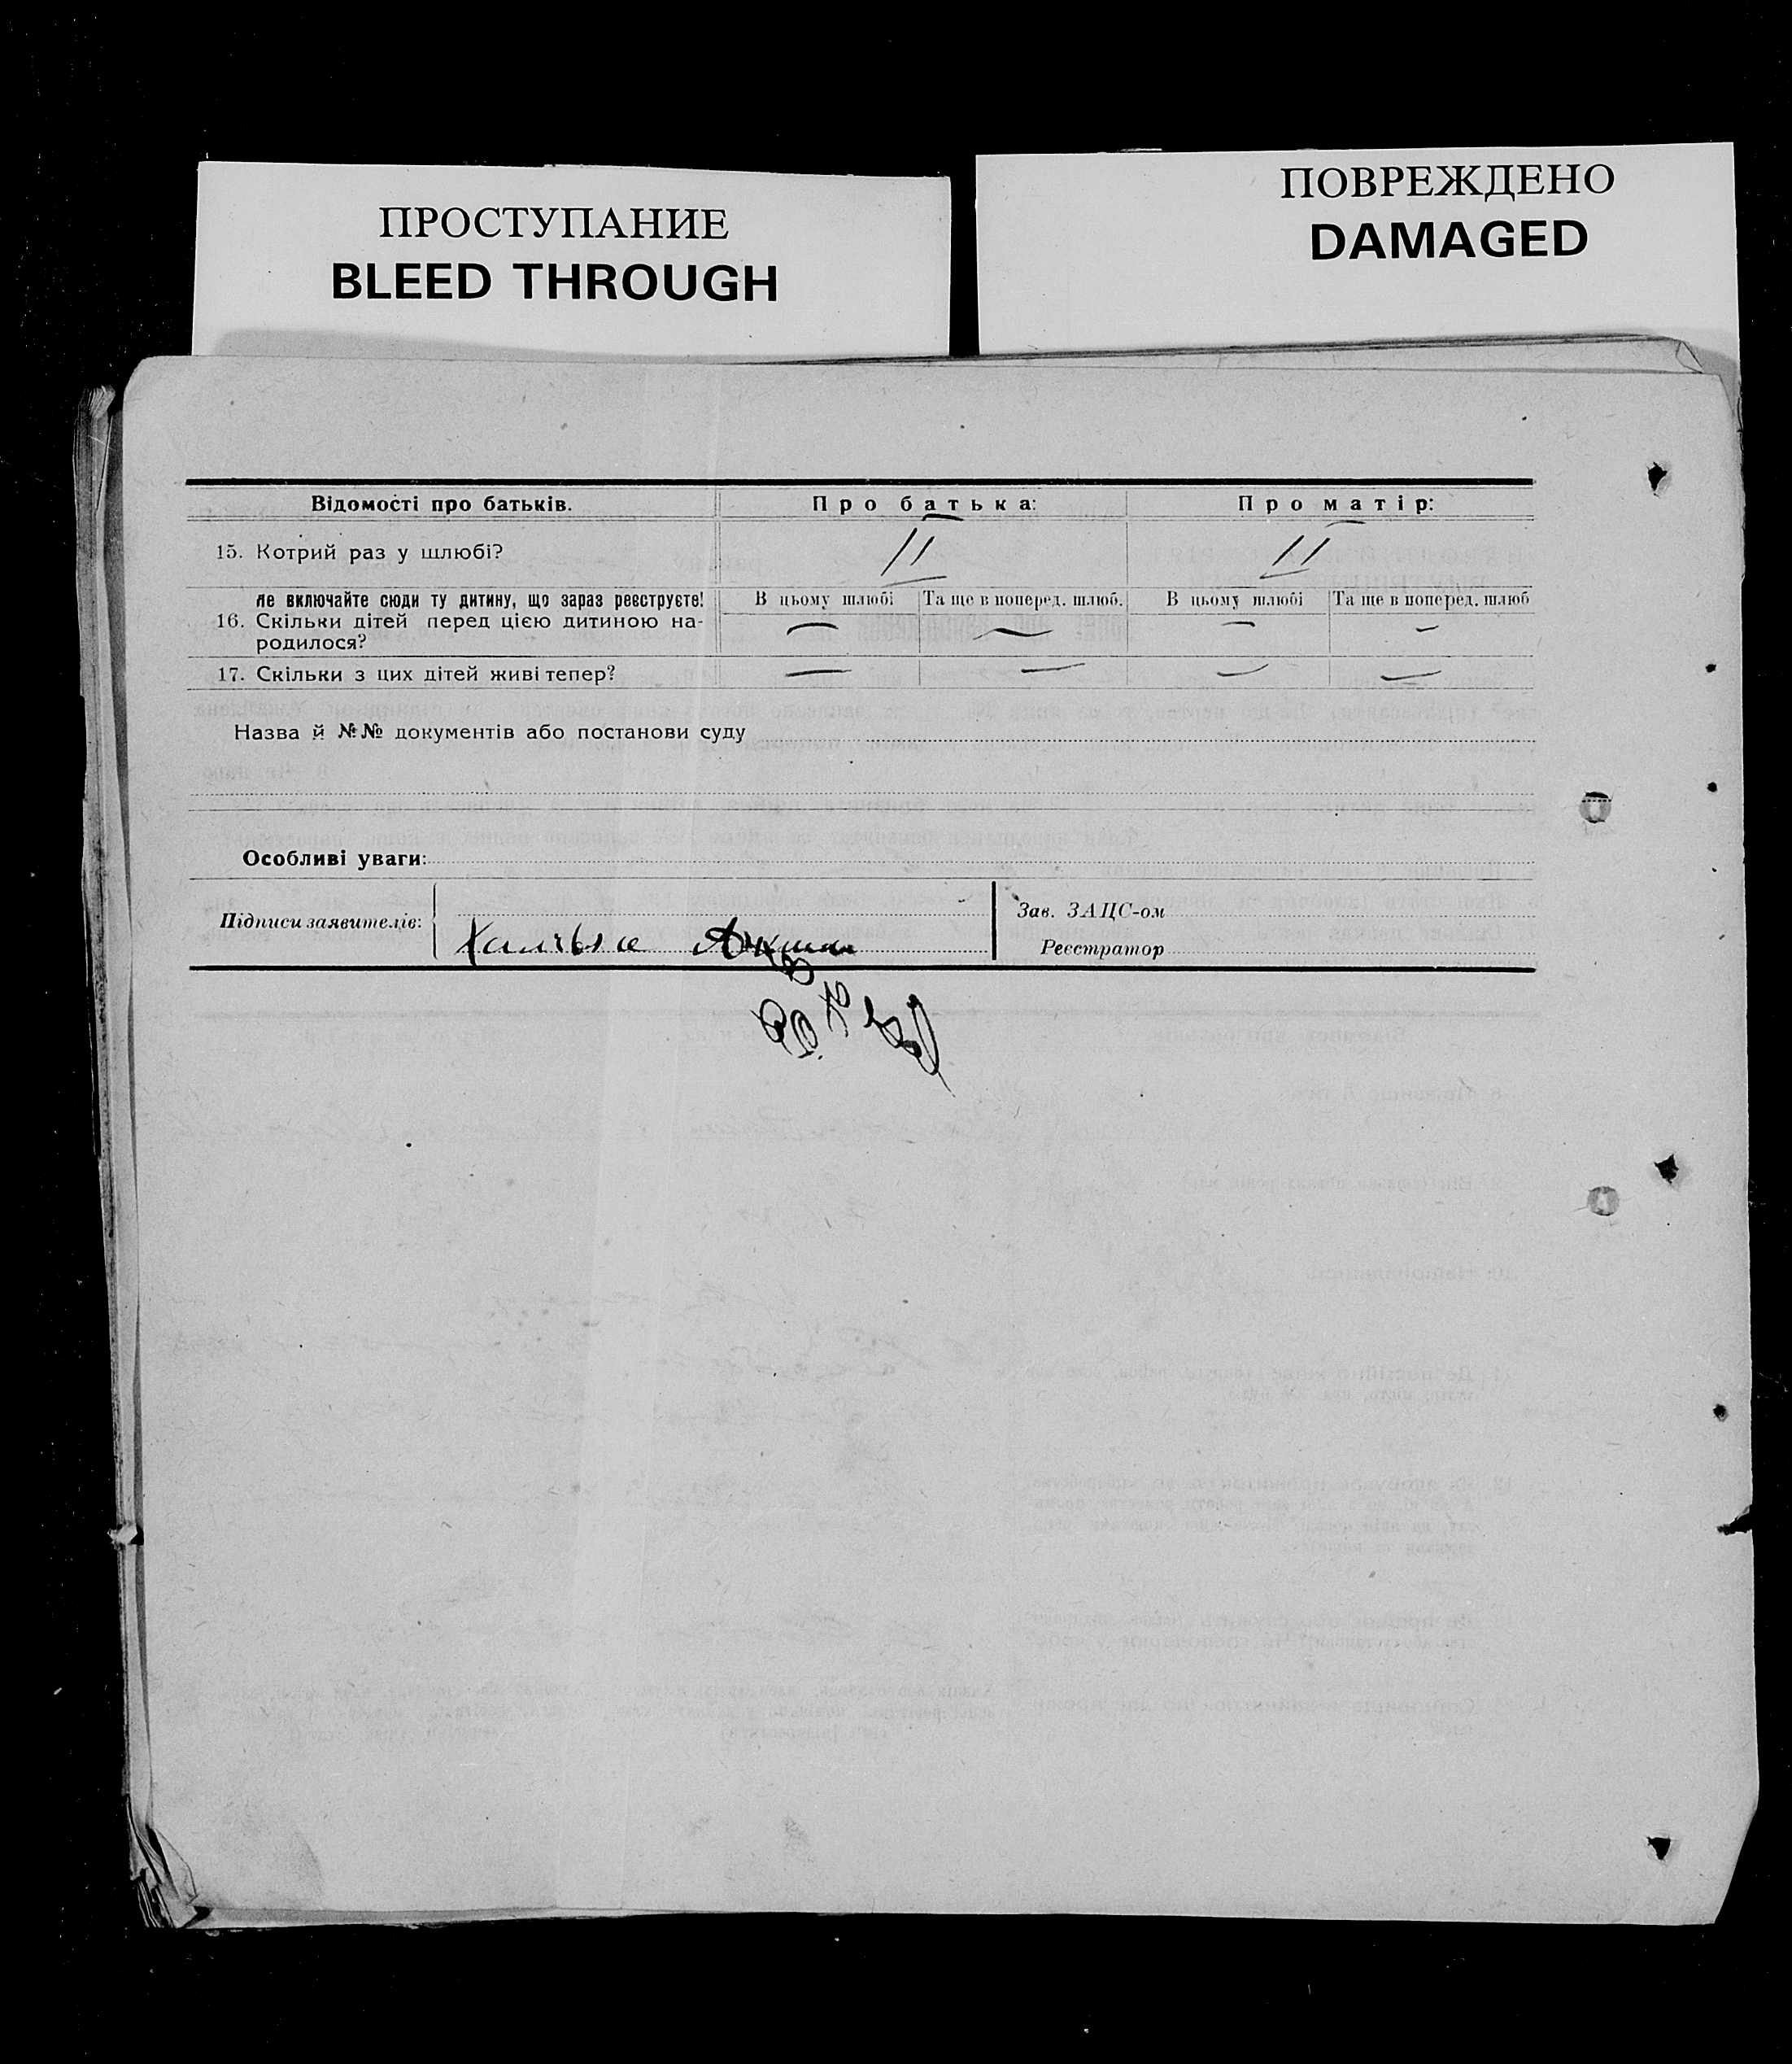 ПРОСТУПАНИЕ
BLEED THROUGH
ПОВРЕЖДЕНО
DAMAGED
Відомості про батьків. Про батька: Про матір:
15. Котрий раз у шлюбі? II II
Не включайте сюди ту дитину, що зараз реєструєте! В цьому шлюбі Та ще в поперед. шлюб. В цьому шлюбі Та ще в поперед. шлюб
16. Скільки дітей перед цією дитиною на- — — — —
родилося?
17. Скільки з цих дітей живі тепер? — — — —
Назва й №№ документів або постанови суду
Особливі уваги:
Підписи заявителів: Зав. ЗАЦС-ом
Реєстратор